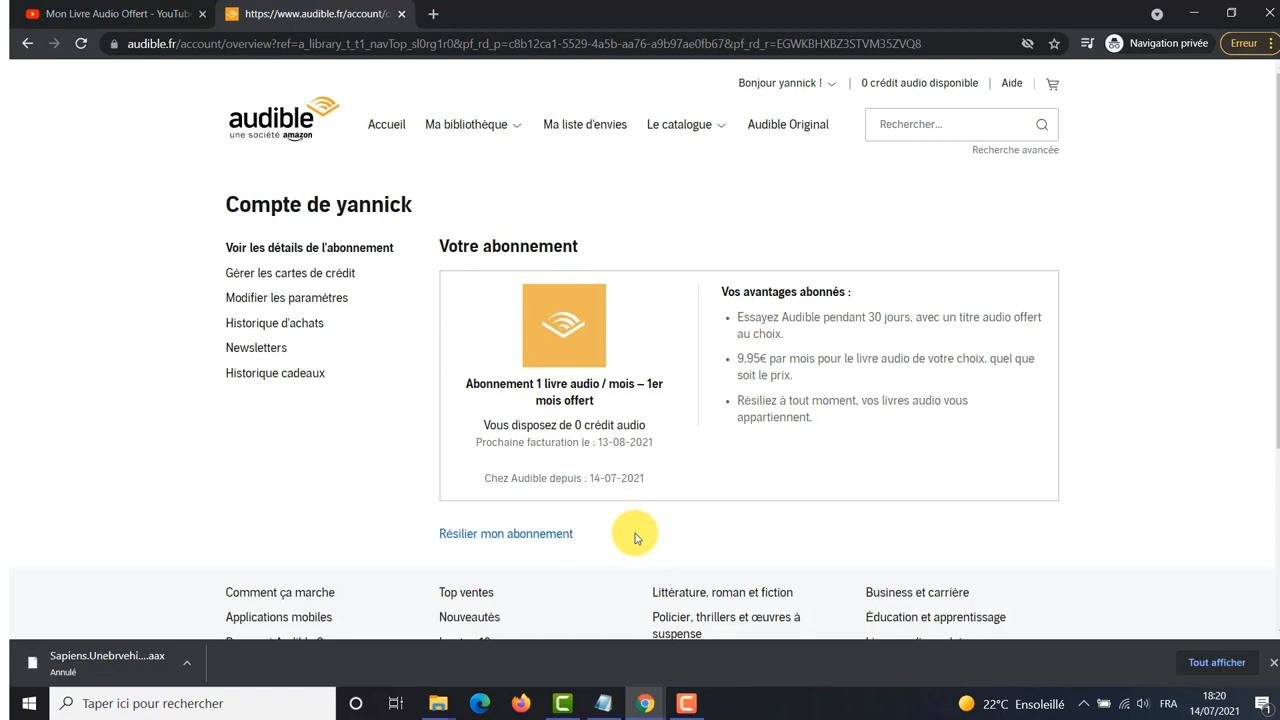 Mon Livre Audio Offert - YouTube
https://www.audible.fr/account/o
audible.fr/account/overview?ref=a_library_t_t1_navTop_sl0rg1r0&pf_rd_p=c8b12ca1-5529-4a5b-aa76-a9b97ae0fb67&pf_rd_r=EGWKBHXBZ3STVM35ZVQ8
Navigation privée
Erreur
Bonjour yannick !
0 crédit audio disponible
Aide
audible
une société amazon
Accueil
Ma bibliothèque
Ma liste d'envies
Le catalogue
Audible Original
Rechercher...
Recherche avancée
Compte de yannick
Voir les détails de l'abonnement
Gérer les cartes de crédit
Modifier les paramètres
Historique d'achats
Newsletters
Historique cadeaux
Votre abonnement
Abonnement 1 livre audio / mois – 1er
mois offert
Vous disposez de 0 crédit audio
Prochaine facturation le : 13-08-2021
Chez Audible depuis : 14-07-2021
Vos avantages abonnés :
• Essayez Audible pendant 30 jours, avec un titre audio offert
au choix.
• 9.95€ par mois pour le livre audio de votre choix, quel que
soit le prix.
• Résiliez à tout moment, vos livres audio vous
appartiennent.
Résilier mon abonnement
Comment ça marche
Applications mobiles
Top ventes
Nouveautés
Littérature, roman et fiction
Policier, thrillers et œuvres à
suspense
Business et carrière
Éducation et apprentissage
Sapiens.Unebrvehi....aax
Annulé
Tout afficher
Taper ici pour rechercher
22°C Ensoleillé
FRA
18:20
14/07/2021
1